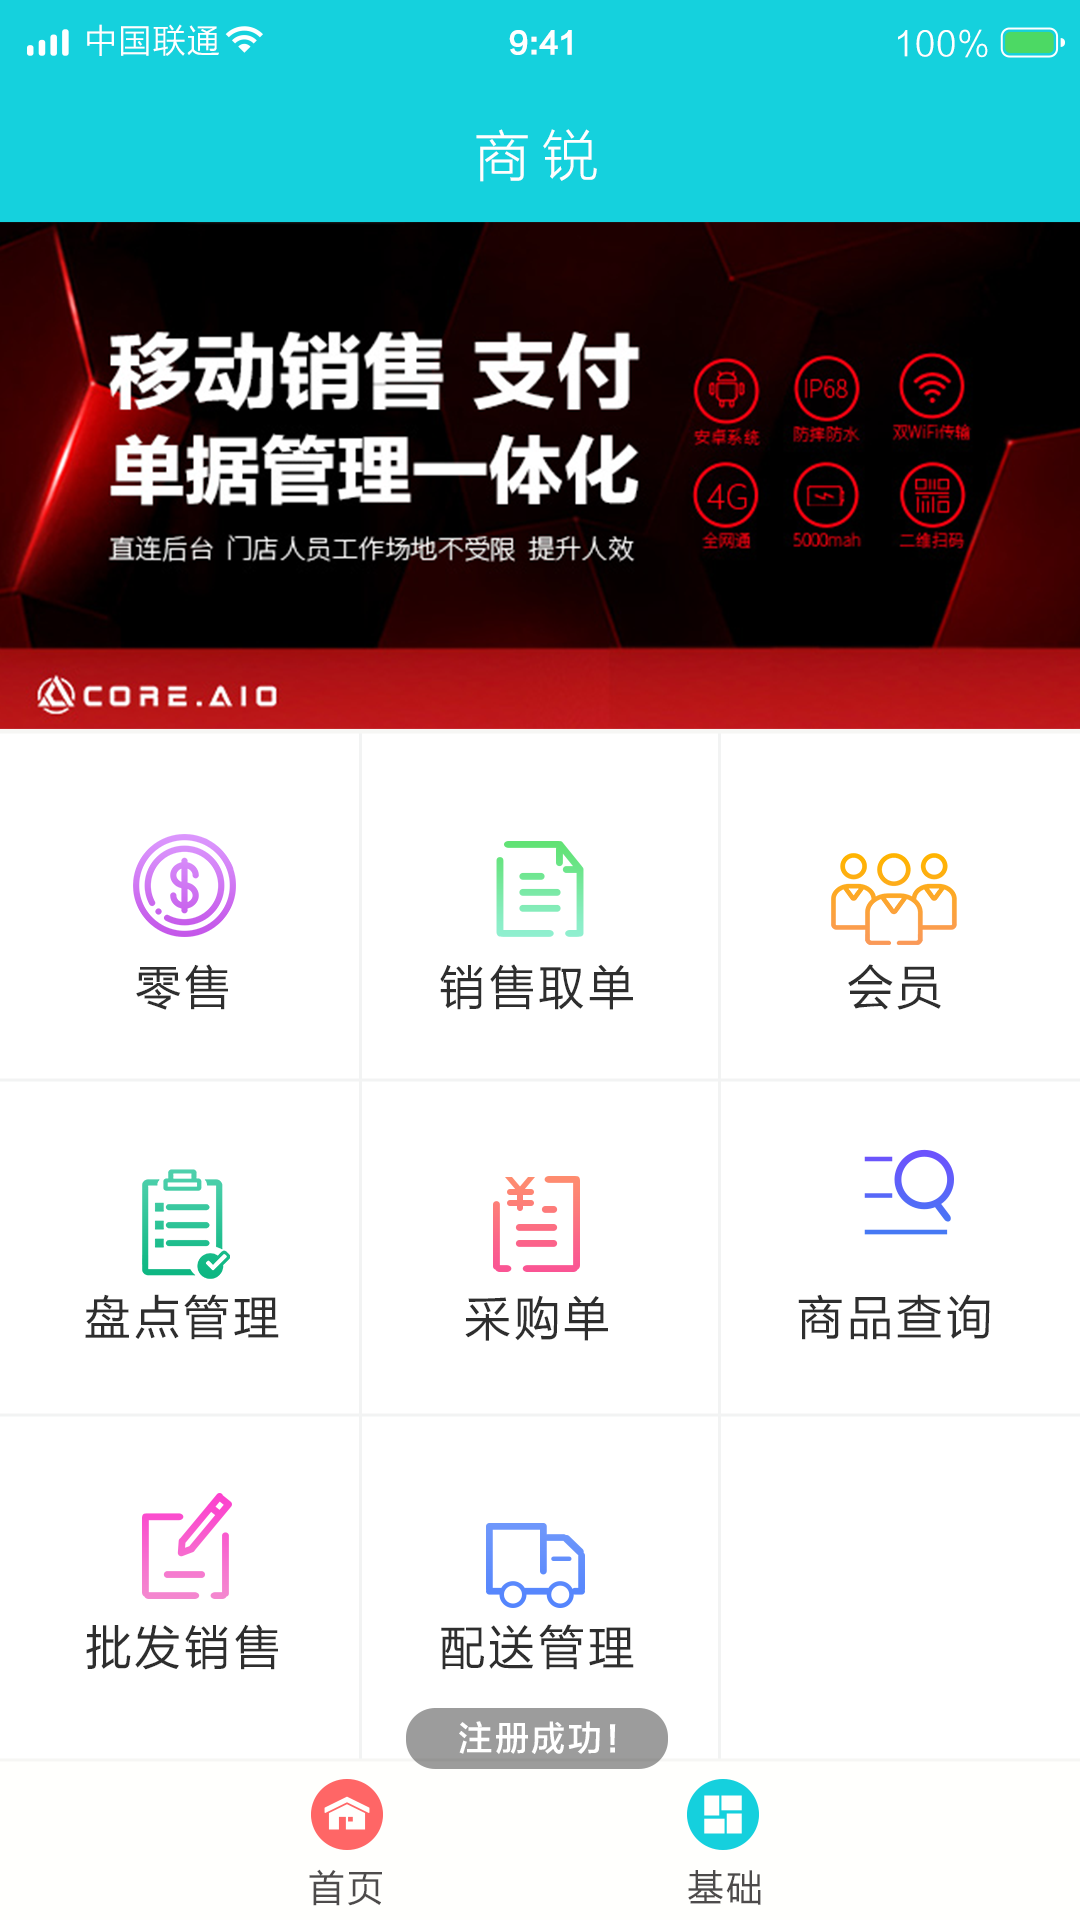 中国联通 9:41 100%
商锐
移动销售 支付
单据管理一体化
直连后台 门店人员工作场地不受限 提升人效
IP68
安卓系统 防摔防水 双WiFi传输
4G
全网通 5000mah 二维扫码
CORE.AIO
零售 销售取单 会员
盘点管理 采购单 商品查询
批发销售 配送管理
注册成功!
首页 基础